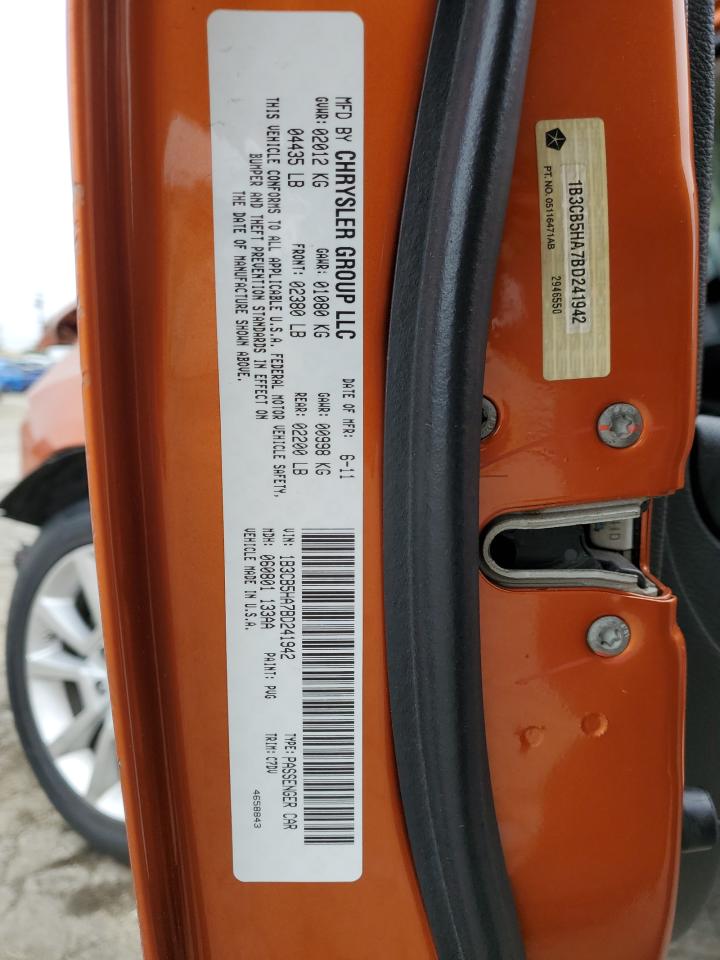 MFD BY CHRYSLER GROUP LLC DATE OF MFR: 6-11
GVWR: 02012 KG GAWR: 01080 KG GAWR: 00998 KG
04435 LB FRONT: 02380 LB REAR: 02200 LB
THIS VEHICLE CONFORMS TO ALL APPLICABLE U.S.A. FEDERAL MOTOR VEHICLE SAFETY,
BUMPER AND THEFT PREVENTION STANDARDS IN EFFECT ON
THE DATE OF MANUFACTURE SHOWN ABOVE.
VIN: 1B3CB5HA7BD241942 TYPE: PASSENGER CAR
MDH: 060801 133AA PAINT: PVG TRIM: C7DV
VEHICLE MADE IN U.S.A. 4658843
1B3CB5HA7BD241942
PT. NO. 05116471AB 2946550